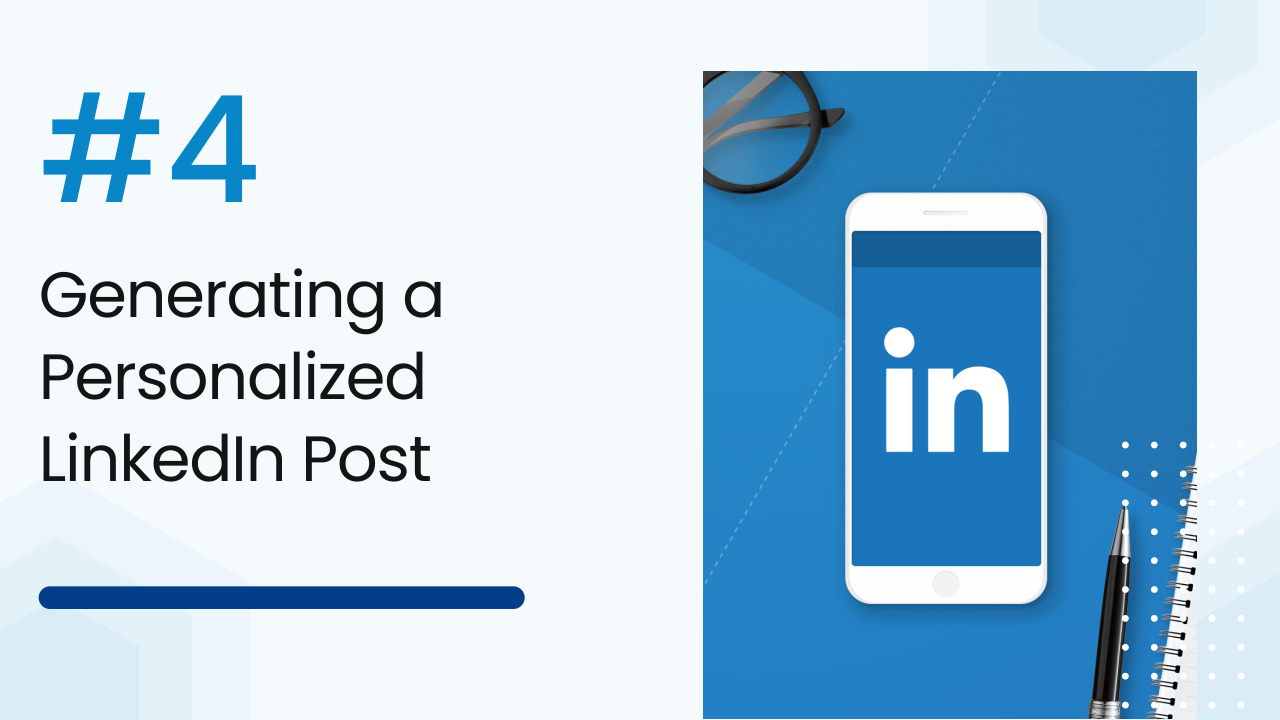 #4
Generating a
Personalized
LinkedIn Post
in